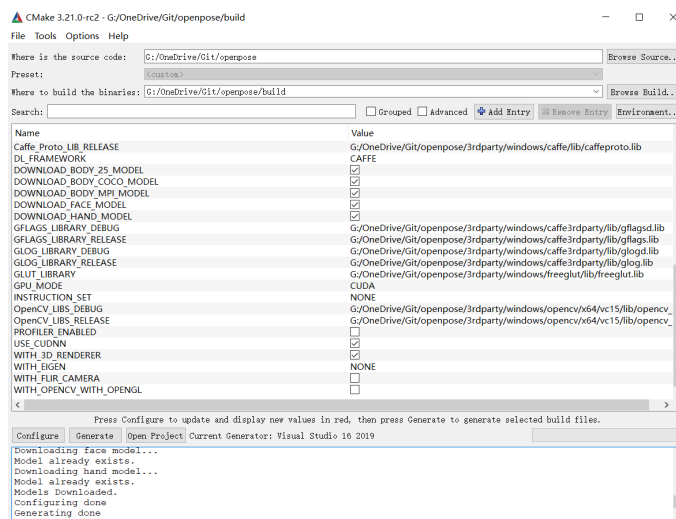 CMake 3.21.0-rc2 - G:/OneDrive/Git/openpose/build
File Tools Options Help
Where is the source code: G:/OneDrive/Git/openpose Browse Source..
Preset: <custom>
Where to build the binaries: G:/OneDrive/Git/openpose/build Browse Build..
Search: Grouped Advanced Add Entry Remove Entry Environment..
Name Value
Caffe_Proto_LIB_RELEASE G:/OneDrive/Git/openpose/3rdparty/windows/caffe/lib/caffeproto.lib
DL_FRAMEWORK CAFFE
DOWNLOAD_BODY_25_MODEL
DOWNLOAD_BODY_COCO_MODEL
DOWNLOAD_BODY_MPI_MODEL
DOWNLOAD_FACE_MODEL
DOWNLOAD_HAND_MODEL
GFLAGS_LIBRARY_DEBUG G:/OneDrive/Git/openpose/3rdparty/windows/caffe3rdparty/lib/gflagsd.lib
GFLAGS_LIBRARY_RELEASE G:/OneDrive/Git/openpose/3rdparty/windows/caffe3rdparty/lib/gflags.lib
GLOG_LIBRARY_DEBUG G:/OneDrive/Git/openpose/3rdparty/windows/caffe3rdparty/lib/glogd.lib
GLOG_LIBRARY_RELEASE G:/OneDrive/Git/openpose/3rdparty/windows/caffe3rdparty/lib/glog.lib
GLUT_LIBRARY G:/OneDrive/Git/openpose/3rdparty/windows/freeglut/lib/freeglut.lib
GPU_MODE CUDA
INSTRUCTION_SET NONE
OpenCV_LIBS_DEBUG G:/OneDrive/Git/openpose/3rdparty/windows/opencv/x64/vc15/lib/opencv_
OpenCV_LIBS_RELEASE G:/OneDrive/Git/openpose/3rdparty/windows/opencv/x64/vc15/lib/opencv_
PROFILER_ENABLED
USE_CUDNN
WITH_3D_RENDERER
WITH_EIGEN NONE
WITH_FLIR_CAMERA
WITH_OPENCV_WITH_OPENGL
Press Configure to update and display new values in red, then press Generate to generate selected build files.
Configure Generate Open Project Current Generator: Visual Studio 16 2019
Downloading face model...
Model already exists.
Downloading hand model...
Model already exists.
Models Downloaded.
Configuring done
Generating done